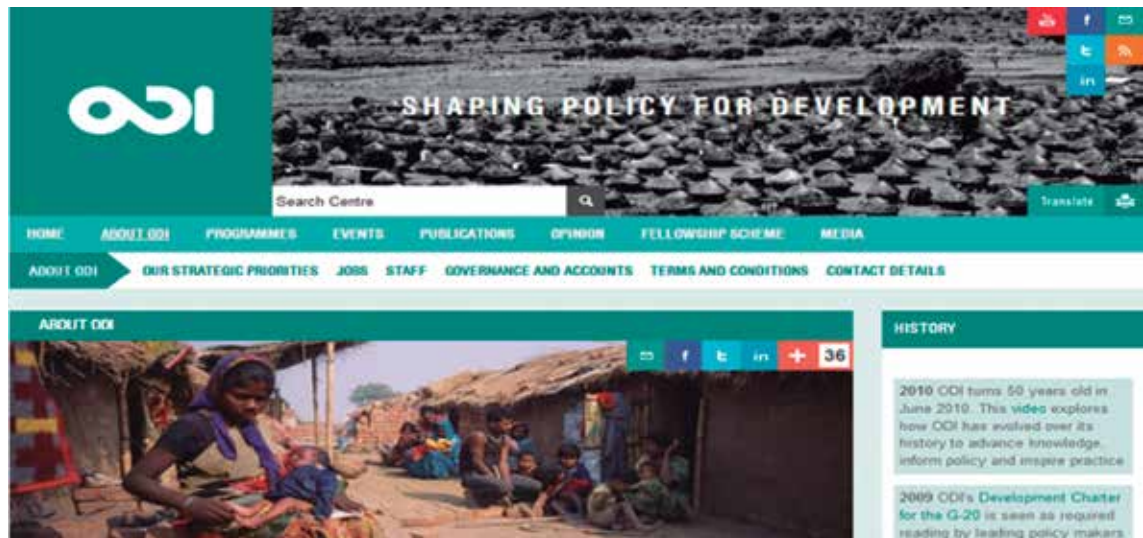 ODI
SHAPING POLICY FOR DEVELOPMENT
You
f
t
in
Search Centre
Translate
HOME ABOUT ODI PROGRAMMES EVENTS PUBLICATIONS OPINION FELLOWSHIP SCHEME MEDIA
ABOUT ODI OUR STRATEGIC PRIORITIES JOBS STAFF GOVERNANCE AND ACCOUNTS TERMS AND CONDITIONS CONTACT DETAILS
ABOUT ODI
f t in + 36
HISTORY
2010 ODI turns 50 years old in
June 2010. This video explores
how ODI has evolved over its
history to advance knowledge,
inform policy and inspire practice
2009 ODI's Development Charter
for the G-20 is seen as required
reading by leading policy makers